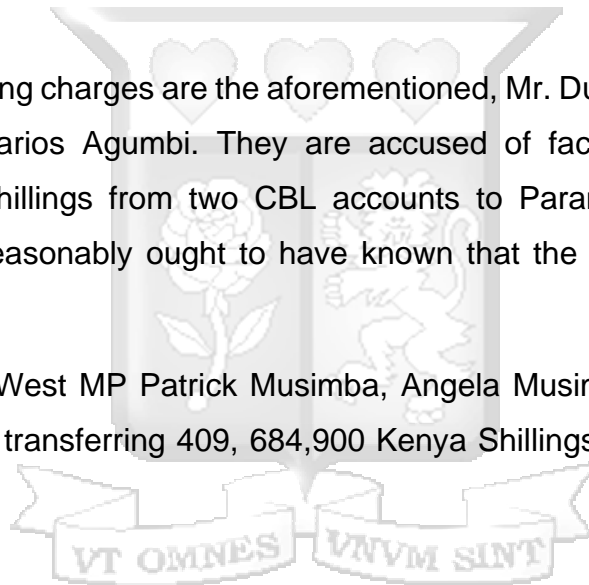 ng charges are the aforementioned, Mr. Du
arios Agumbi. They are accused of fac
hillings from two CBL accounts to Parar
easonably ought to have known that the
West MP Patrick Musimba, Angela Musir
transferring 409, 684,900 Kenya Shillings
VT OMNES VNVM SINT